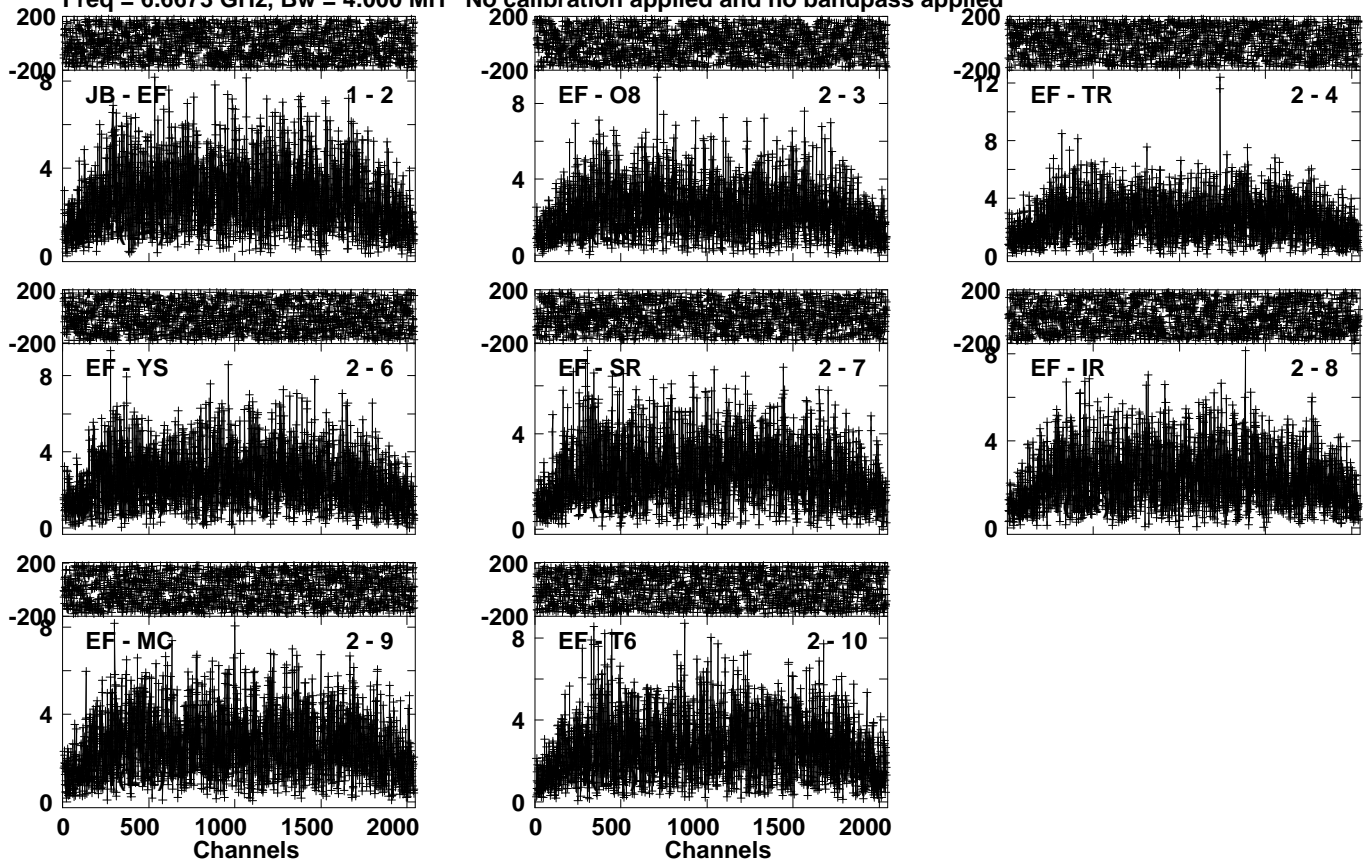 Freq = 6.6673 GHz, Bw = 4.000 MH No calibration applied and no bandpass applied
200 200 200
-200 -200 -200
8 8 12
JB - EF 1 - 2 EF - O8 2 - 3 EF - TR 2 - 4
8
4 4 4
0 0 0
200 200 200
-200 -200 -200
8 8
EF - YS 2 - 6 EF - SR 2 - 7 EF - IR 2 - 8
4 4 4
0 0 0
200 200
-200 -200
8 8
EF - MC 2 - 9 EF - T6 2 - 10
4 4
0 0
0 500 1000 1500 2000 0 500 1000 1500 2000
Channels Channels